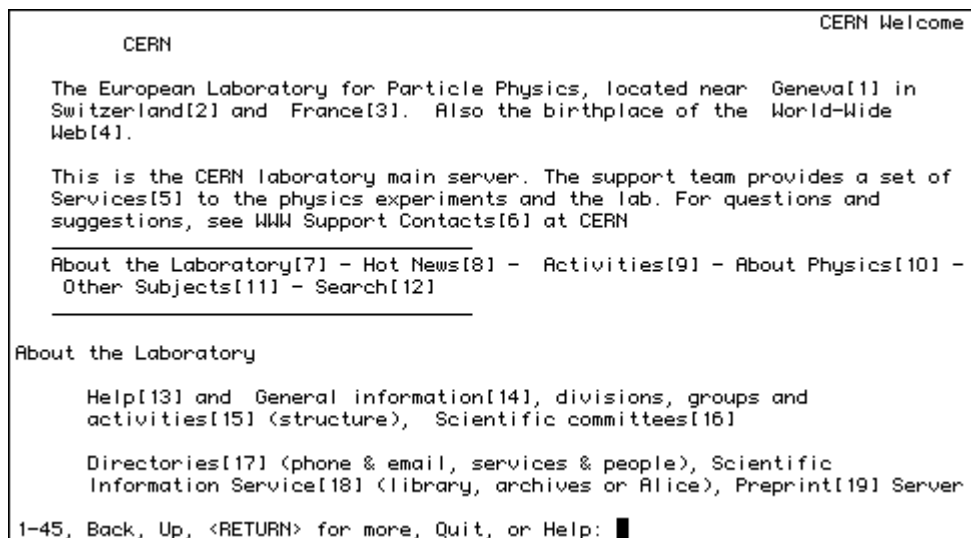 CERN Welcome
CERN
The European Laboratory for Particle Physics, located near  Geneva[1] in
Switzerland[2] and  France[3].  Also the birthplace of the  World-Wide
Web[4].
This is the CERN laboratory main server. The support team provides a set of
Services[5] to the physics experiments and the lab. For questions and
suggestions, see WWW Support Contacts[6] at CERN
About the Laboratory[7] - Hot News[8] -  Activities[9] - About Physics[10] -
Other Subjects[11] - Search[12]
About the Laboratory
Help[13] and  General information[14], divisions, groups and
activities[15] (structure),  Scientific committees[16]
Directories[17] (phone & email, services & people), Scientific
Information Service[18] (library, archives or Alice), Preprint[19] Server
1-45, Back, Up, <RETURN> for more, Quit, or Help: